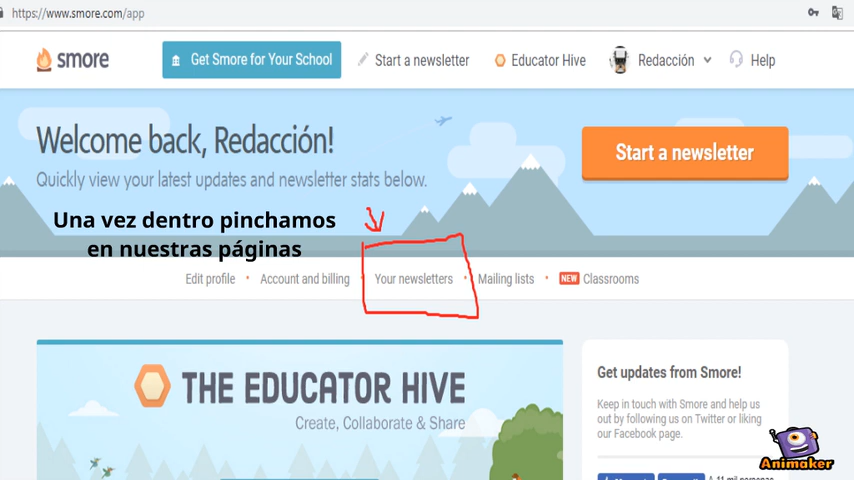 https://www.smore.com/app
smore
Get Smore for Your School
Start a newsletter
Educator Hive
Redacción
Help
Welcome back, Redacción!
Start a newsletter
Quickly view your latest updates and newsletter stats below.
Una vez dentro pinchamos
en nuestras páginas
Edit profile • Account and billing • Your newsletters • Mailing lists • NEW Classrooms
THE EDUCATOR HIVE
Create, Collaborate & Share
Get updates from Smore!
Keep in touch with Smore and help us
out by following us on Twitter or liking
our Facebook page.
Animaker